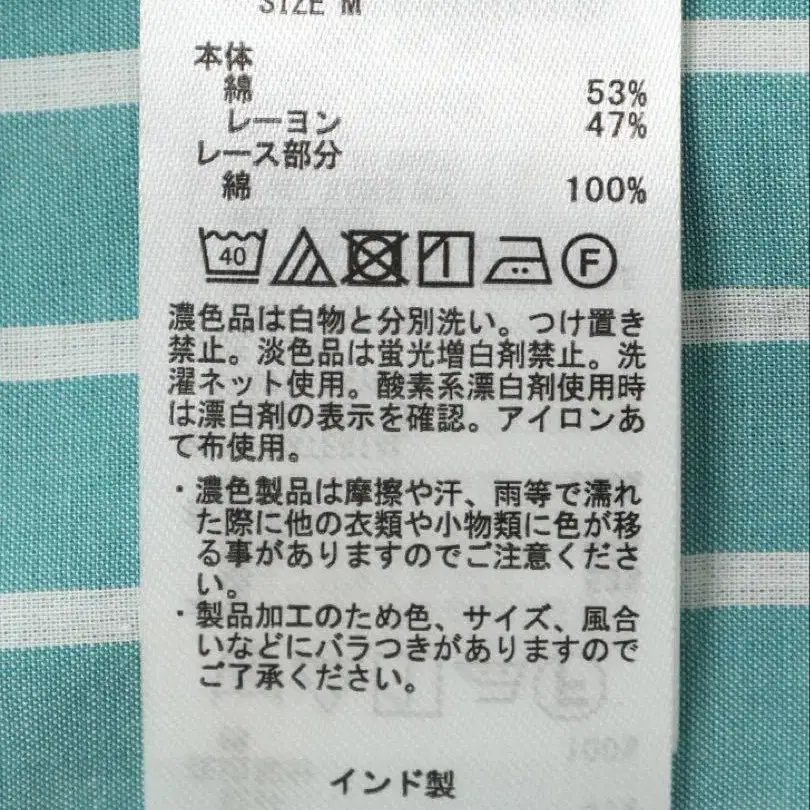 SIZE M
本体
綿 53%
レーヨン 47%
レース部分
綿 100%
40 F
濃色品は白物と分別洗い。つけ置き
禁止。淡色品は蛍光増白剤禁止。洗
濯ネット使用。酸素系漂白剤使用時
は漂白剤の表示を確認。アイロンあ
て布使用。
・濃色製品は摩擦や汗、雨等で濡れ
た際に他の衣類や小物類に色が移
る事がありますのでご注意くださ
い。
・製品加工のため色、サイズ、風合
いなどにバラつきがありますので
ご了承ください。
インド製